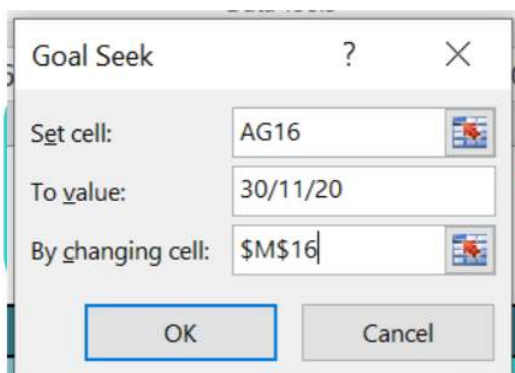 Goal Seek ?
Set cell: AG16
To value: 30/11/20
By changing cell: $M$16
OK Cancel